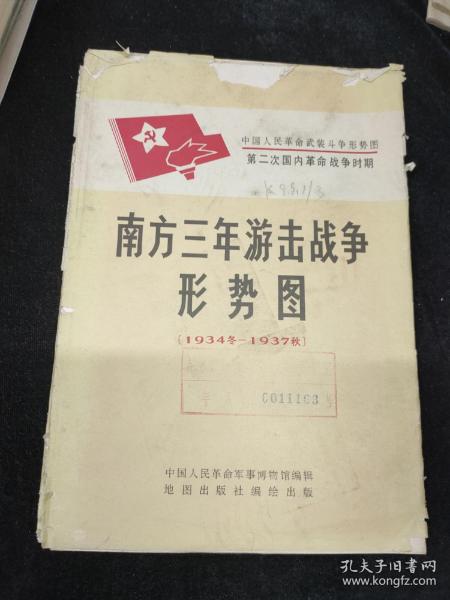 中国人民革命武装斗争形势图
第二次国内革命战争时期
南方三年游击战争
形势图
[1934冬-1937秋]
0011103
中国人民革命军事博物馆编辑
地图出版社编绘出版
孔夫子旧书网
www.kongfz.com